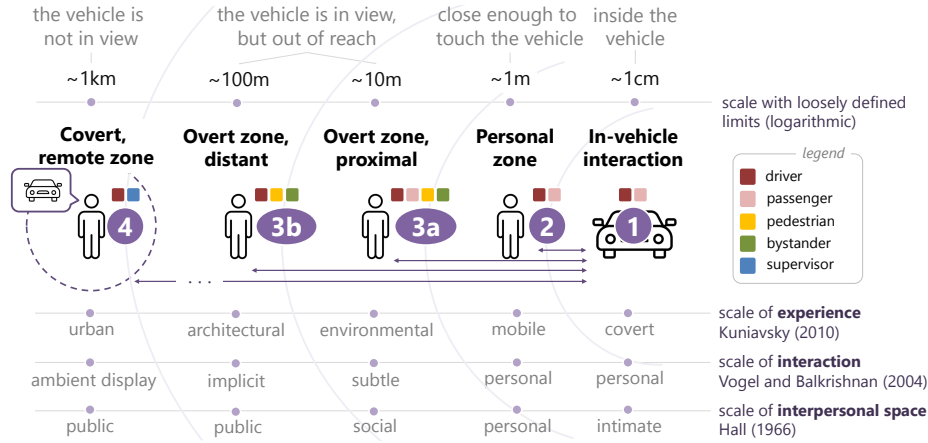 the vehicle is
not in view
the vehicle is in view,
but out of reach
close enough to
touch the vehicle
inside the
vehicle
~1km
~100m
~10m
~1m
~1cm
scale with loosely defined
limits (logarithmic)
Covert,
remote zone
Overt zone,
distant
Overt zone,
proximal
Personal
zone
In-vehicle
interaction
legend
driver
passenger
pedestrian
bystander
supervisor
4
3b
3a
2
1
. . .
urban
architectural
environmental
mobile
covert
scale of experience
Kuniavsky (2010)
ambient display
implicit
subtle
personal
personal
scale of interaction
Vogel and Balkrishnan (2004)
public
public
social
personal
intimate
scale of interpersonal space
Hall (1966)